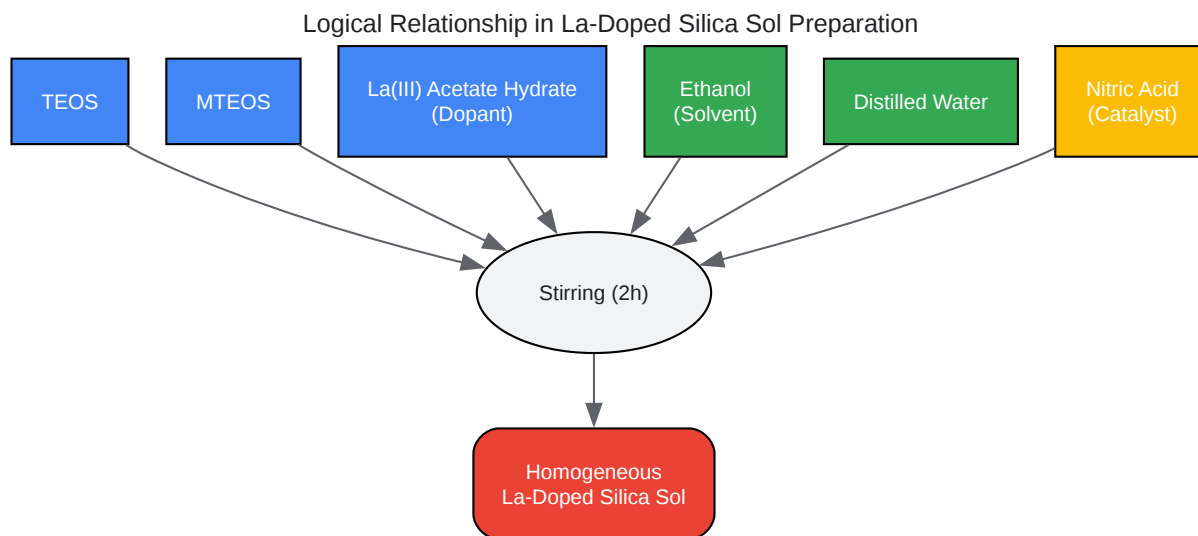 Logical Relationship in La-Doped Silica Sol Preparation
TEOS
MTEOS
La(III) Acetate Hydrate
(Dopant)
Ethanol
(Solvent)
Distilled Water
Nitric Acid
(Catalyst)
Stirring (2h)
Homogeneous
La-Doped Silica Sol